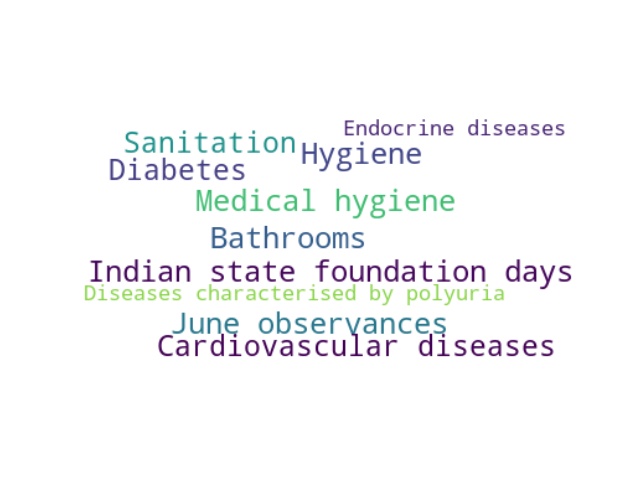 Endocrine diseases
Sanitation
Hygiene
Diabetes
Medical hygiene
Bathrooms
Indian state foundation days
Diseases characterised by polyuria
June observances
Cardiovascular diseases